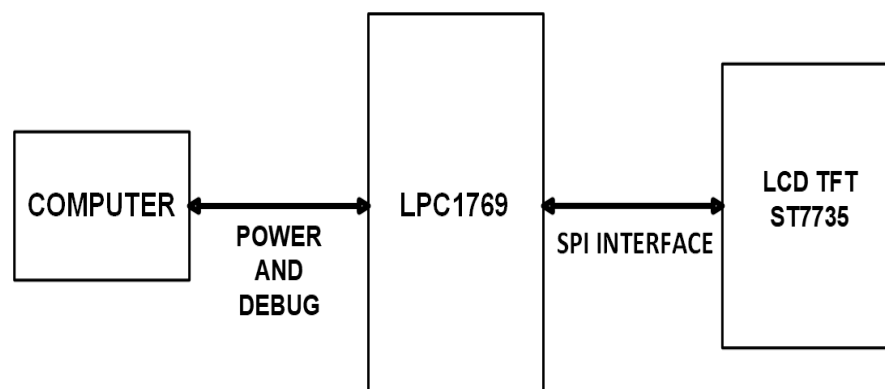 COMPUTER
POWER
AND
DEBUG
LPC1769
SPI INTERFACE
LCD TFT
ST7735